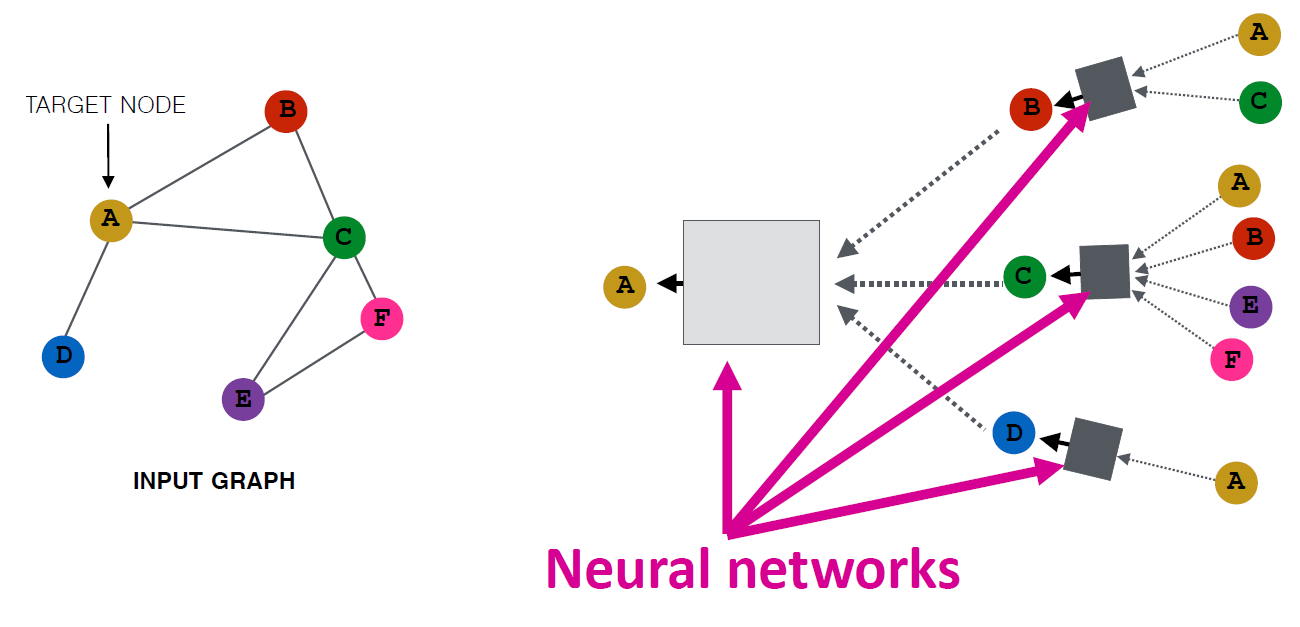 TARGET NODE
B
A
C
F
D
E
INPUT GRAPH
A
B
C
D
A
C
A
B
E
F
A
Neural networks